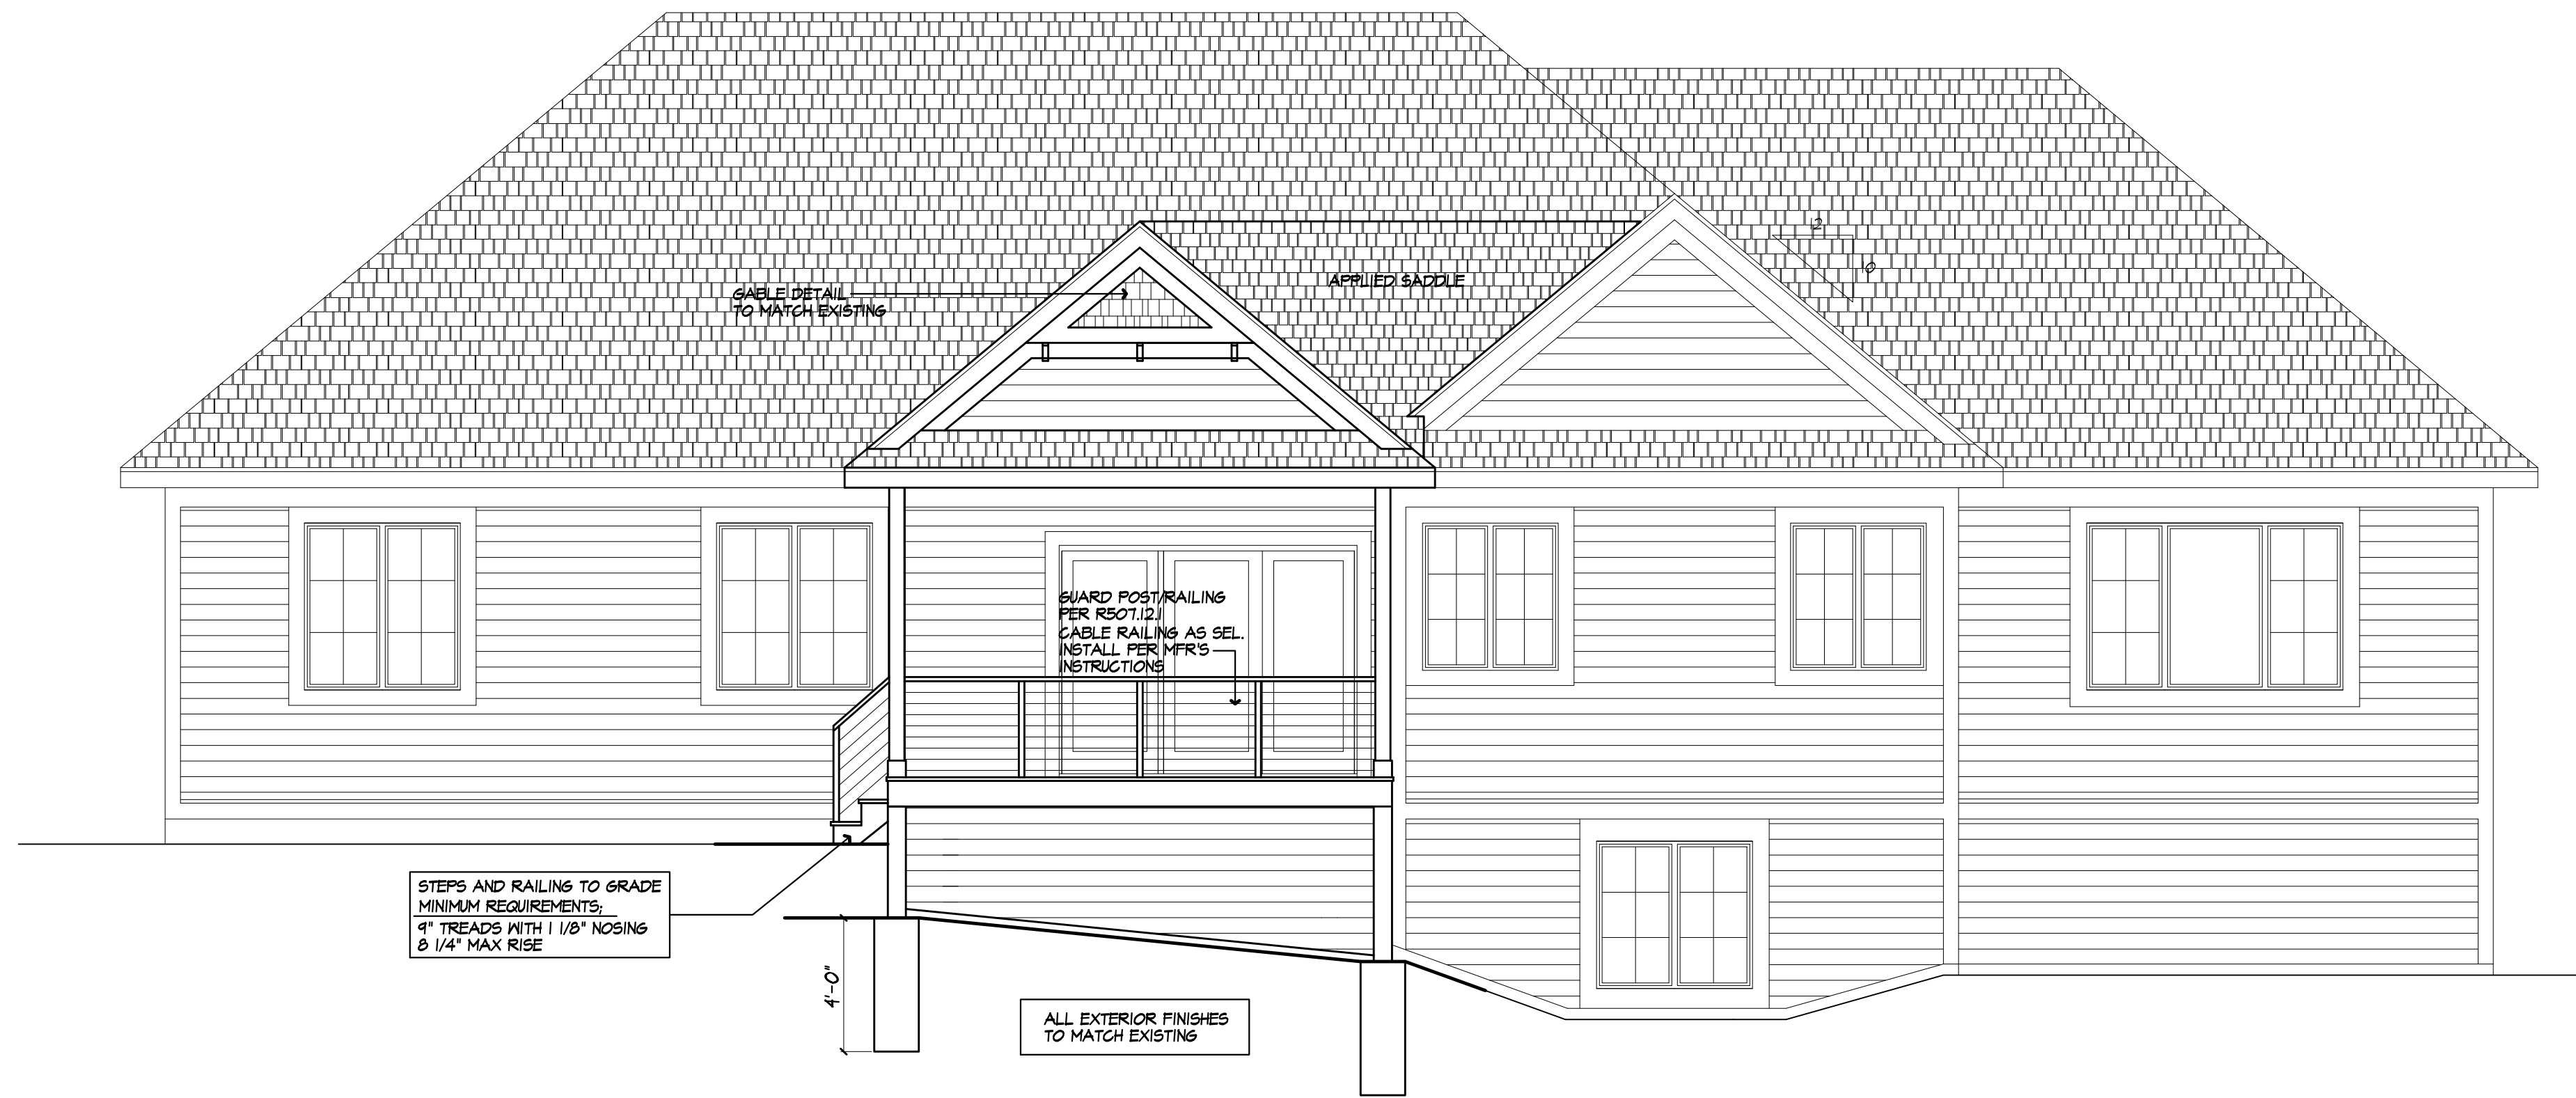 12
10
APPLIED SADDLE
GABLE DETAIL
TO MATCH EXISTING
GUARD POST/RAILING
PER R507.12.1
CABLE RAILING AS SEL.
INSTALL PER MFR'S
INSTRUCTIONS
STEPS AND RAILING TO GRADE
MINIMUM REQUIREMENTS;
9" TREADS WITH 1 1/8" NOSING
8 1/4" MAX RISE
4'-0"
ALL EXTERIOR FINISHES
TO MATCH EXISTING